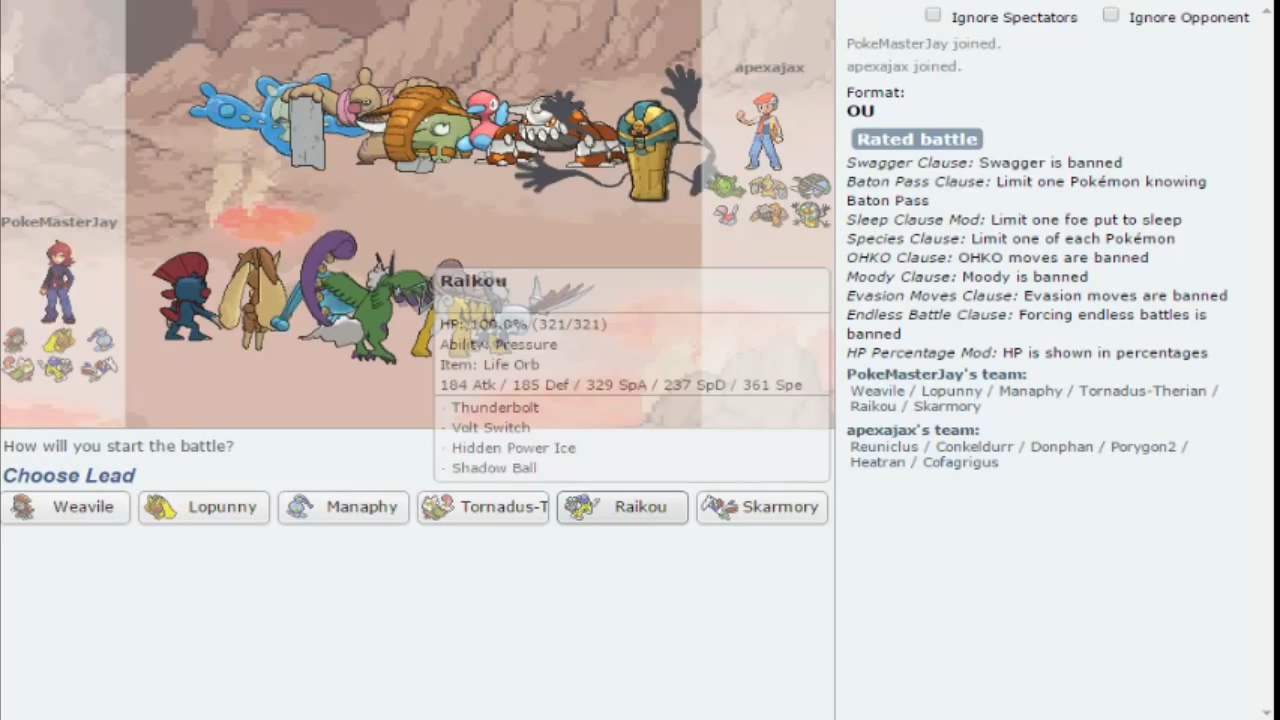 Ignore Spectators Ignore Opponent
PokeMasterJay joined.
apexajax joined.
Format:
OU
Rated battle
Swagger Clause: Swagger is banned
Baton Pass Clause: Limit one Pokémon knowing
Baton Pass
Sleep Clause Mod: Limit one foe put to sleep
Species Clause: Limit one of each Pokémon
OHKO Clause: OHKO moves are banned
Moody Clause: Moody is banned
Evasion Moves Clause: Evasion moves are banned
Endless Battle Clause: Forcing endless battles is
banned
HP Percentage Mod: HP is shown in percentages
PokeMasterJay's team:
Weavile / Lopunny / Manaphy / Tornadus-Therian /
Raikou / Skarmory
apexajax's team:
Reuniclus / Conkeldurr / Donphan / Porygon2 /
Heatran / Cofagrigus
apexajax
PokeMasterJay
Raikou
HP: 100.0% (321/321)
Ability: Pressure
Item: Life Orb
184 Atk / 185 Def / 329 SpA / 237 SpD / 361 Spe
· Thunderbolt
· Volt Switch
· Hidden Power Ice
· Shadow Ball
How will you start the battle?
Choose Lead
Weavile Lopunny Manaphy Tornadus-T Raikou Skarmory